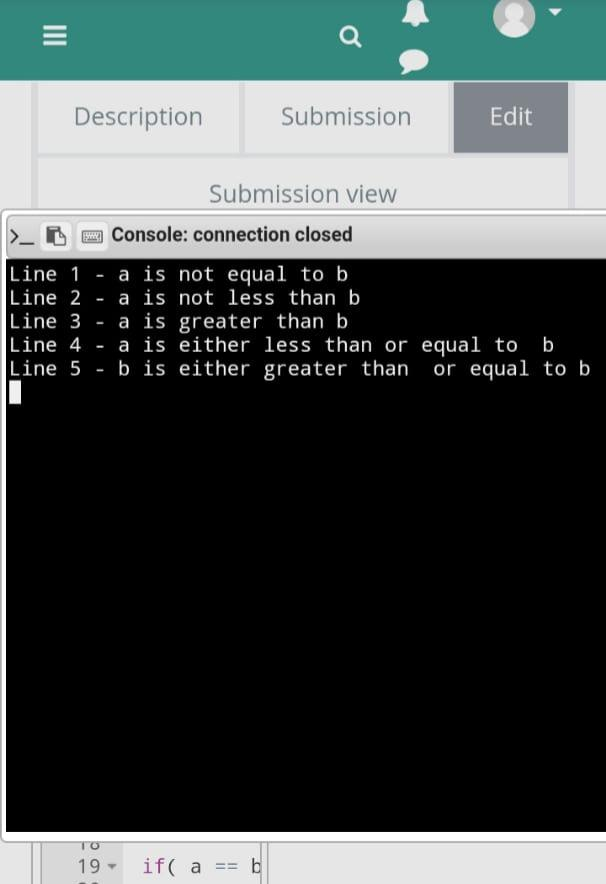 Description
Submission
Edit
Submission view
>_ Console: connection closed
Line 1 - a is not equal to b
Line 2 - a is not less than b
Line 3 - a is greater than b
Line 4 - a is either less than or equal to  b
Line 5 - b is either greater than  or equal to b
19 if( a == b